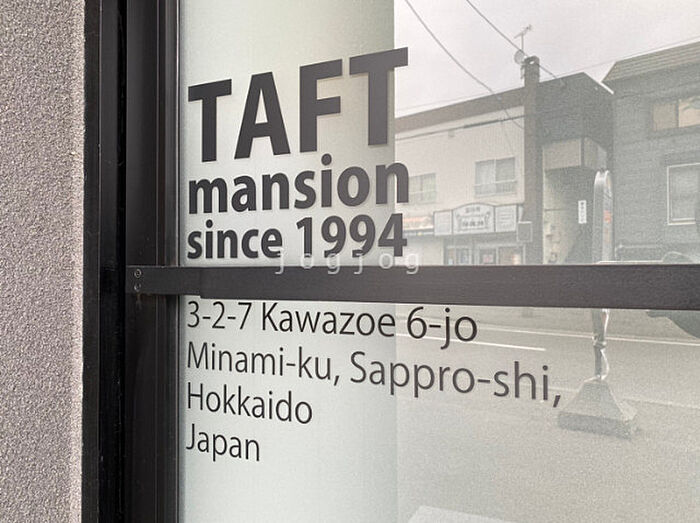 TAFT
mansion
since 1994
jogjog
3-2-7 Kawazoe 6-jo
Minami-ku, Sappro-shi,
Hokkaido
Japan